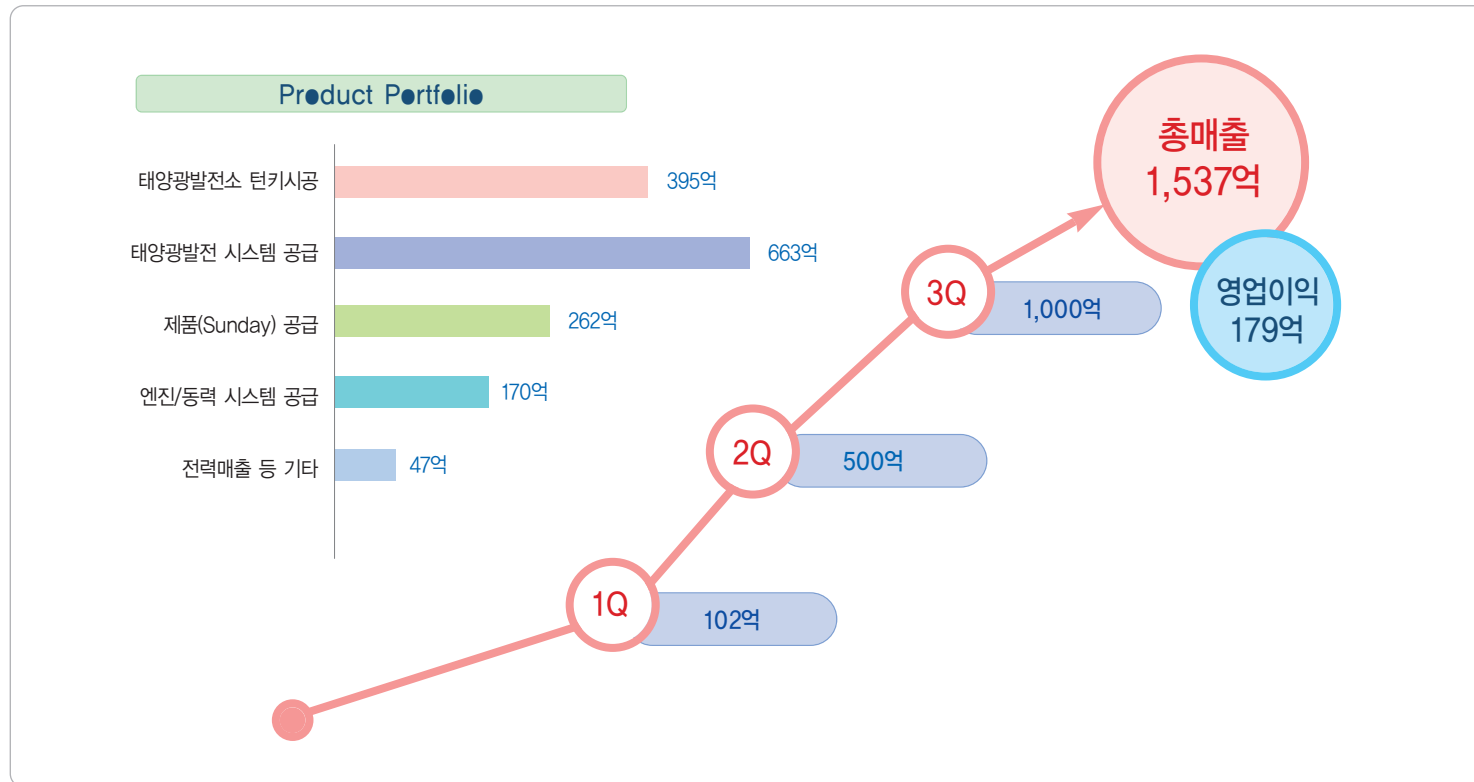 Product Portfolio
태양광발전소 턴키시공
395억
태양광발전 시스템 공급
663억
제품(Sunday) 공급
262억
엔진/동력 시스템 공급
170억
전력매출 등 기타
47억
1Q
102억
2Q
500억
3Q
1,000억
총매출
1,537억
영업이익
179억